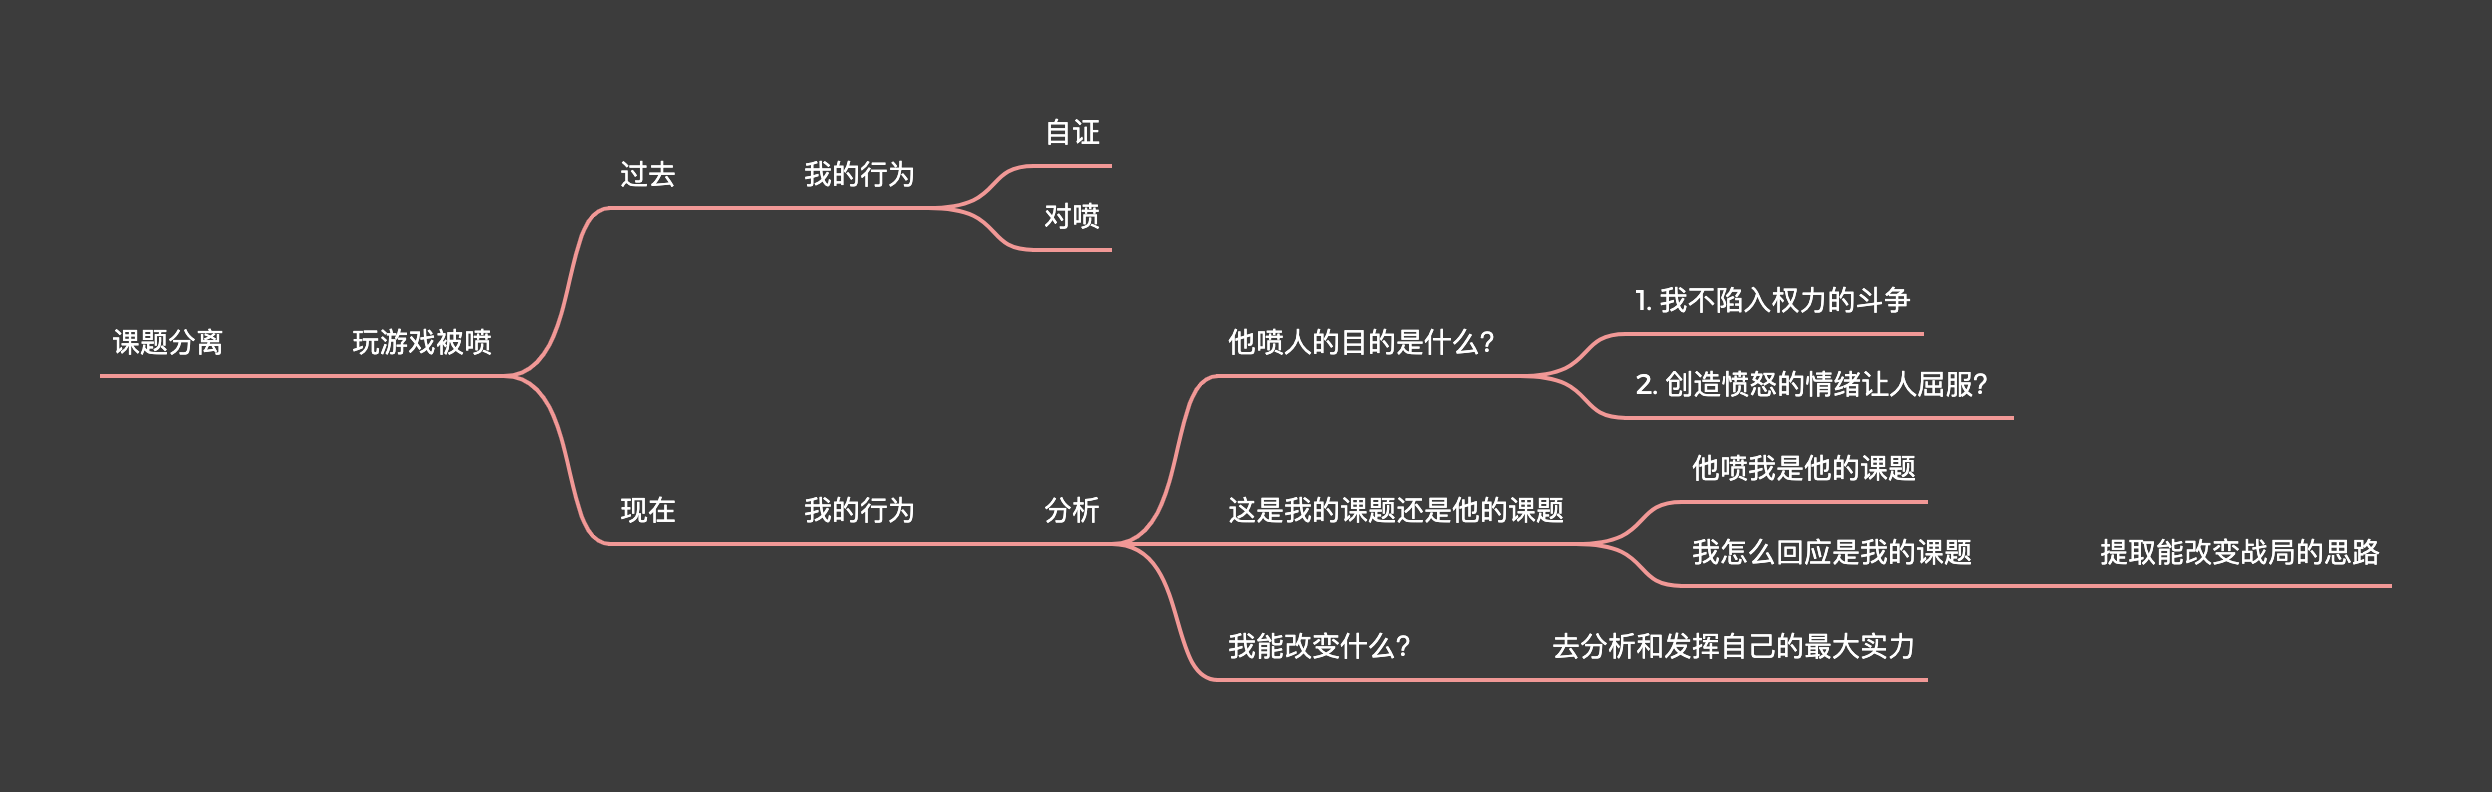 课题分离
玩游戏被喷
过去
我的行为
自证
对喷
现在
我的行为
分析
他喷人的目的是什么?
1. 我不陷入权力的斗争
2. 创造愤怒的情绪让人屈服?
这是我的课题还是他的课题
他喷我是他的课题
我怎么回应是我的课题
提取能改变战局的思路
我能改变什么?
去分析和发挥自己的最大实力